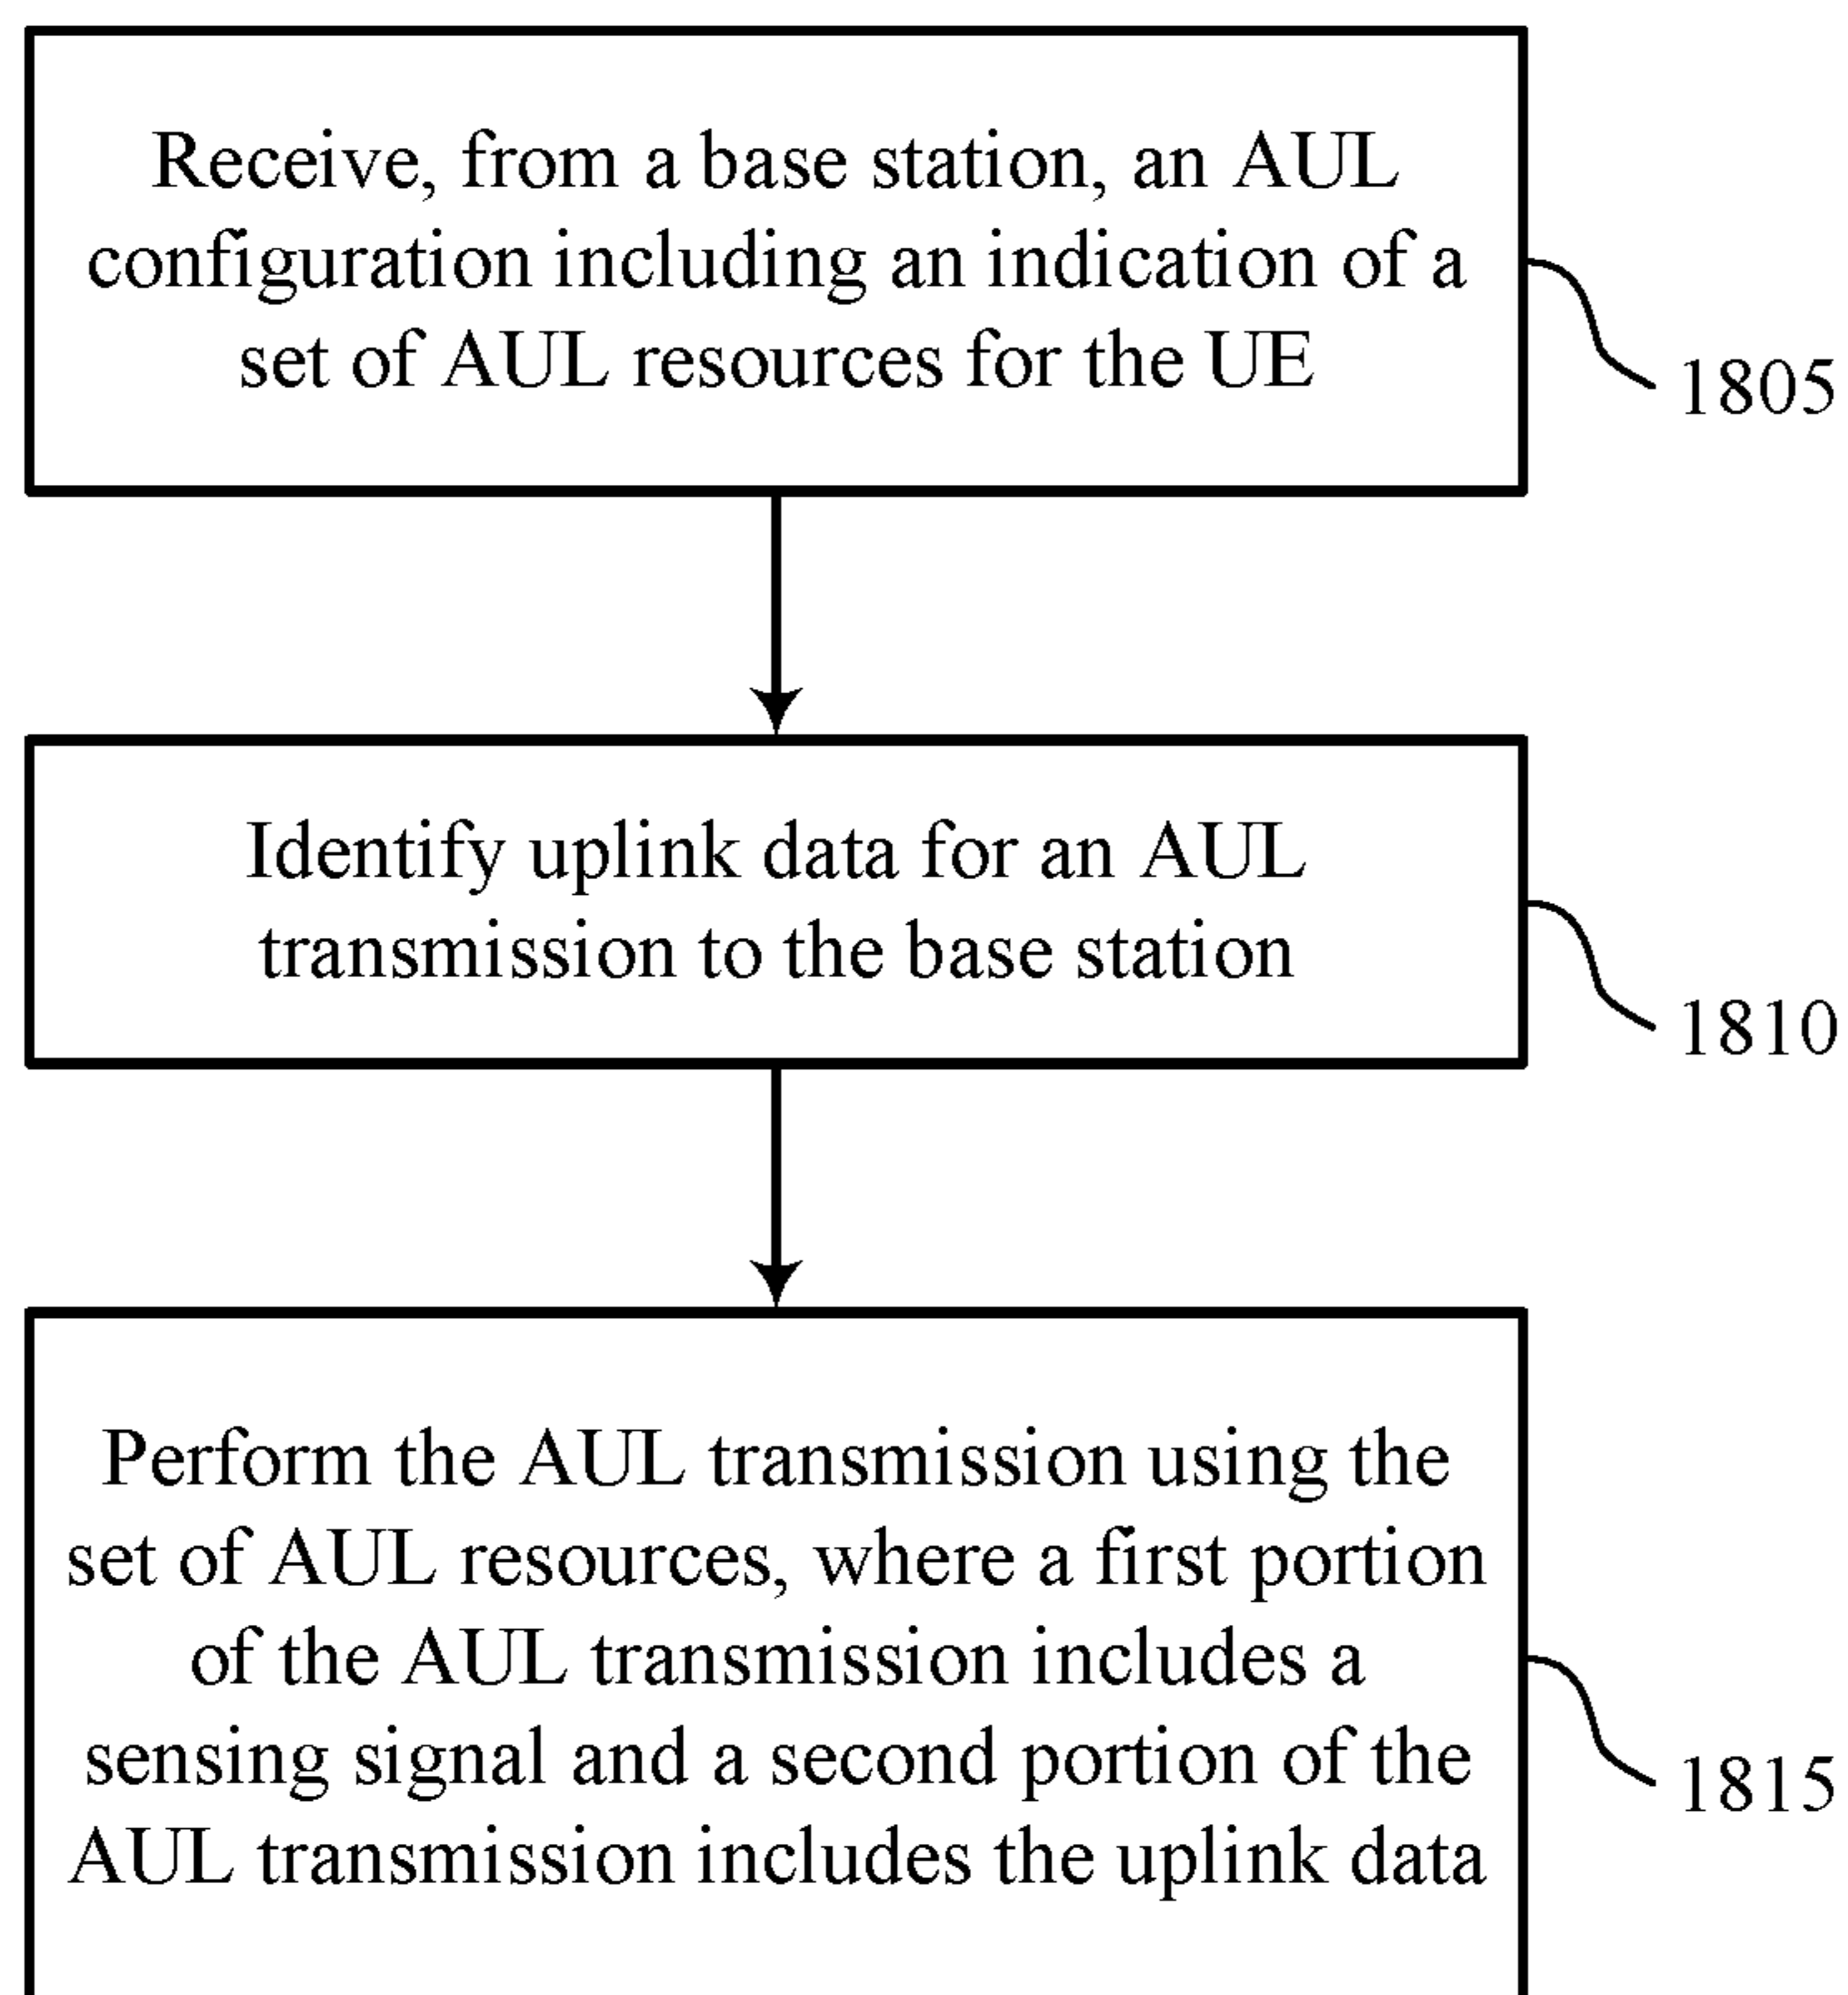 Receive, from a base station, an AUL
configuration including an indication of a
set of AUL resources for the UE
1805
Identify uplink data for an AUL
transmission to the base station
1810
Perform the AUL transmission using the
set of AUL resources, where a first portion
of the AUL transmission includes a
sensing signal and a second portion of the
AUL transmission includes the uplink data
1815